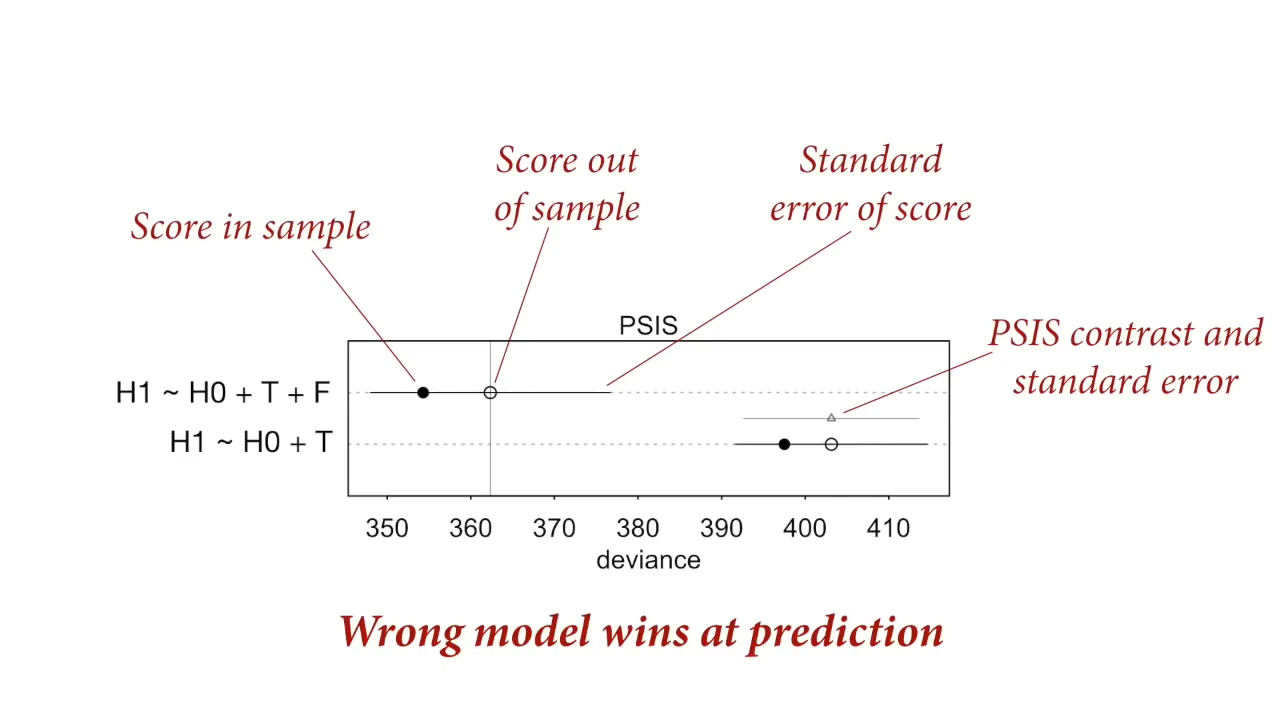 Score out
of sample
Standard
error of score
Score in sample
PSIS
PSIS contrast and
standard error
H1 ~ H0 + T + F
H1 ~ H0 + T
350 360 370 380 390 400 410
deviance
Wrong model wins at prediction